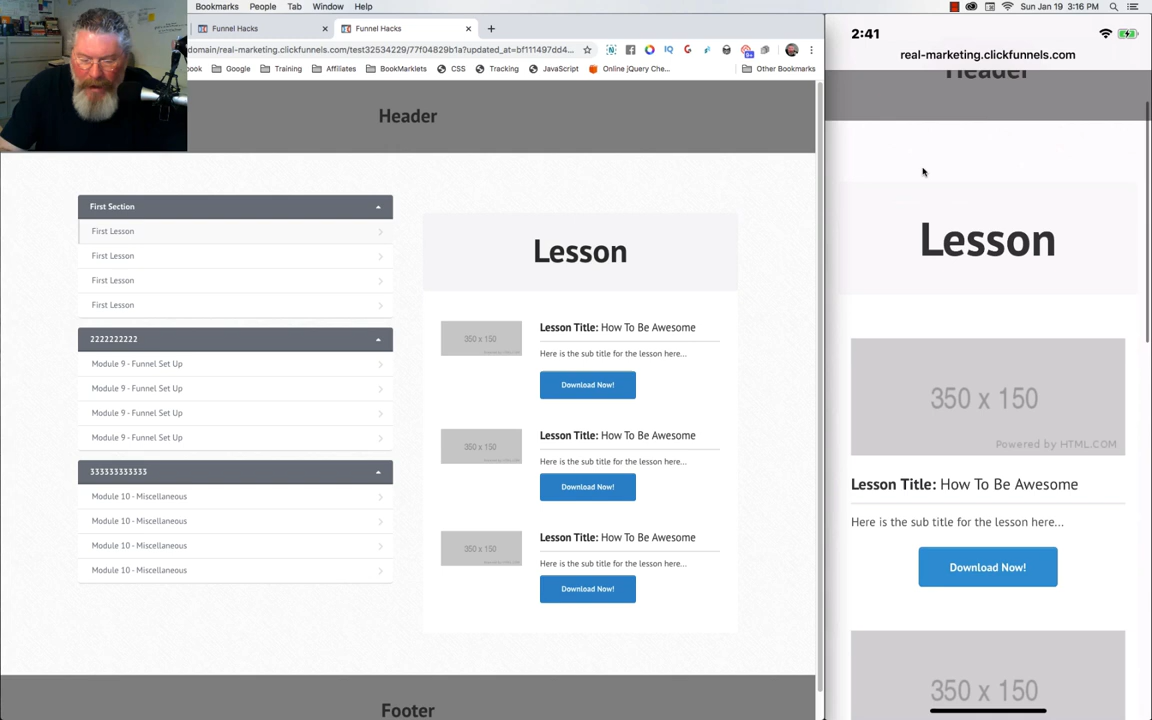 Bookmarks People Tab Window Help
Sun Jan 19 3:16 PM
Funnel Hacks
Funnel Hacks
domain/real-marketing.clickfunnels.com/test32534229/77f04829b1a?updated_at=bf111497dd4...
ook Google Training Affiliates BookMarklets CSS Tracking JavaScript Online jQuery Che... Other Bookmarks
Header
First Section
First Lesson
First Lesson
First Lesson
First Lesson
2222222222
Module 9 - Funnel Set Up
Module 9 - Funnel Set Up
Module 9 - Funnel Set Up
Module 9 - Funnel Set Up
333333333333
Module 10 - Miscellaneous
Module 10 - Miscellaneous
Module 10 - Miscellaneous
Module 10 - Miscellaneous
Lesson
350 x 150
Lesson Title: How To Be Awesome
Here is the sub title for the lesson here...
Download Now!
350 x 150
Lesson Title: How To Be Awesome
Here is the sub title for the lesson here...
Download Now!
350 x 150
Lesson Title: How To Be Awesome
Here is the sub title for the lesson here...
Download Now!
Footer
2:41
real-marketing.clickfunnels.com
Header
Lesson
350 x 150
Powered by HTML.COM
Lesson Title: How To Be Awesome
Here is the sub title for the lesson here...
Download Now!
350 x 150